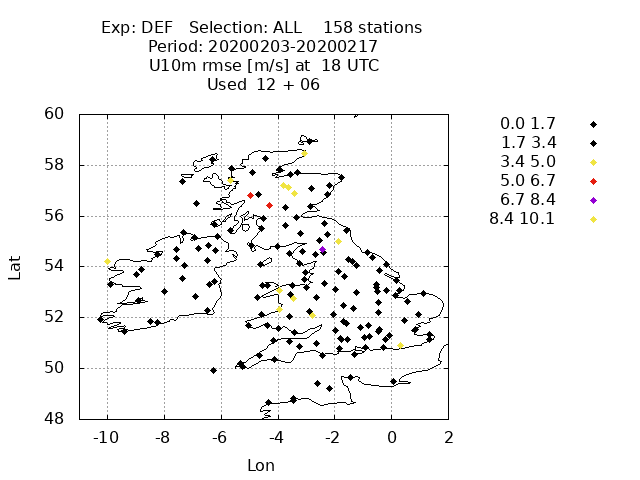 Exp: DEF   Selection: ALL    158 stations
Period: 20200203-20200217
U10m rmse [m/s] at  18 UTC
Used  12 + 06
0.0 1.7
1.7 3.4
3.4 5.0
5.0 6.7
6.7 8.4
8.4 10.1
60
58
56
54
52
50
48
Lat
-10 -8 -6 -4 -2 0 2
Lon